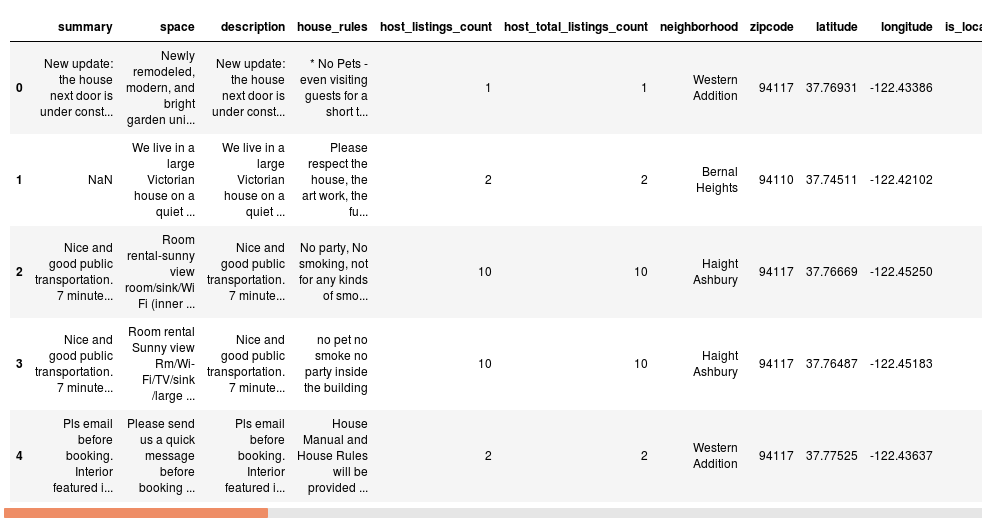 summary space description house_rules host_listings_count host_total_listings_count neighborhood zipcode latitude longitude is_loca
0
New update:
the house
next door is
under const...
Newly
remodeled,
modern, and
bright
garden uni...
New update:
the house
next door is
under const...
* No Pets -
even visiting
guests for a
short t...
1
1
Western
Addition
94117
37.76931
-122.43386
1
NaN
We live in a
large
Victorian
house on a
quiet ...
We live in a
large
Victorian
house on a
quiet ...
Please
respect the
house, the
art work, the
fu...
2
2
Bernal
Heights
94110
37.74511
-122.42102
2
Nice and
good public
transportation.
7 minute...
Room
rental-sunny
view
room/sink/Wi
Fi (inner ...
Nice and
good public
transportation.
7 minute...
No party, No
smoking, not
for any kinds
of smo...
10
10
Haight
Ashbury
94117
37.76669
-122.45250
3
Nice and
good public
transportation.
7 minute...
Room rental
Sunny view
Rm/Wi-
Fi/TV/sink
/large ...
Nice and
good public
transportation.
7 minute...
no pet no
smoke no
party inside
the building
10
10
Haight
Ashbury
94117
37.76487
-122.45183
4
Pls email
before
booking.
Interior
featured i...
Please send
us a quick
message
before
booking ...
Pls email
before
booking.
Interior
featured i...
House
Manual and
House Rules
will be
provided ...
2
2
Western
Addition
94117
37.77525
-122.43637